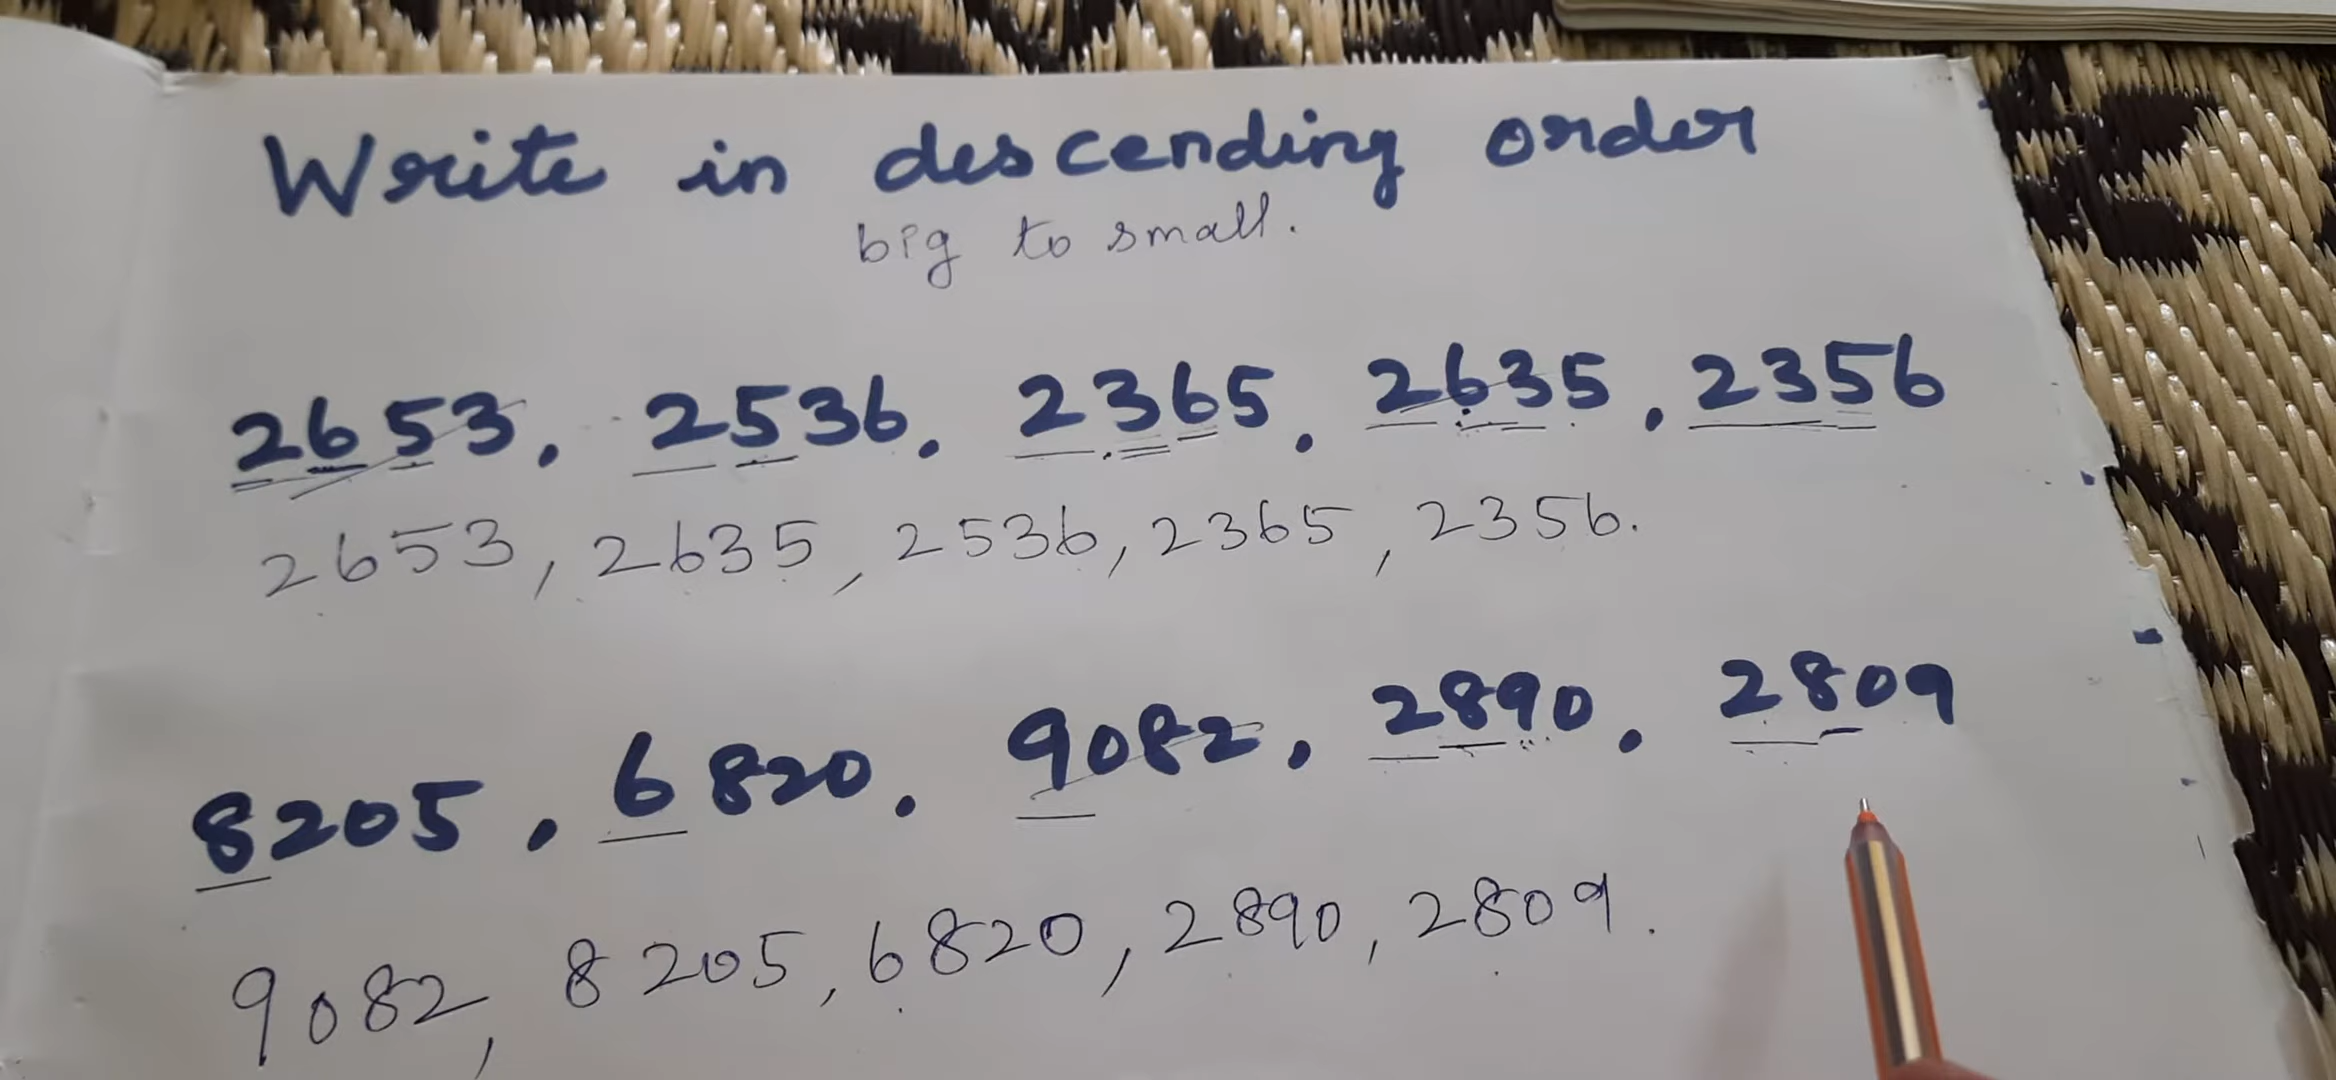 Write in descending order
big to small.
2653, 2536, 2365, 2635, 2356
2653, 2635, 2536, 2365, 2356.
8205, 6820, 9082, 2890, 2809
9082, 8205, 6820, 2890, 2809.